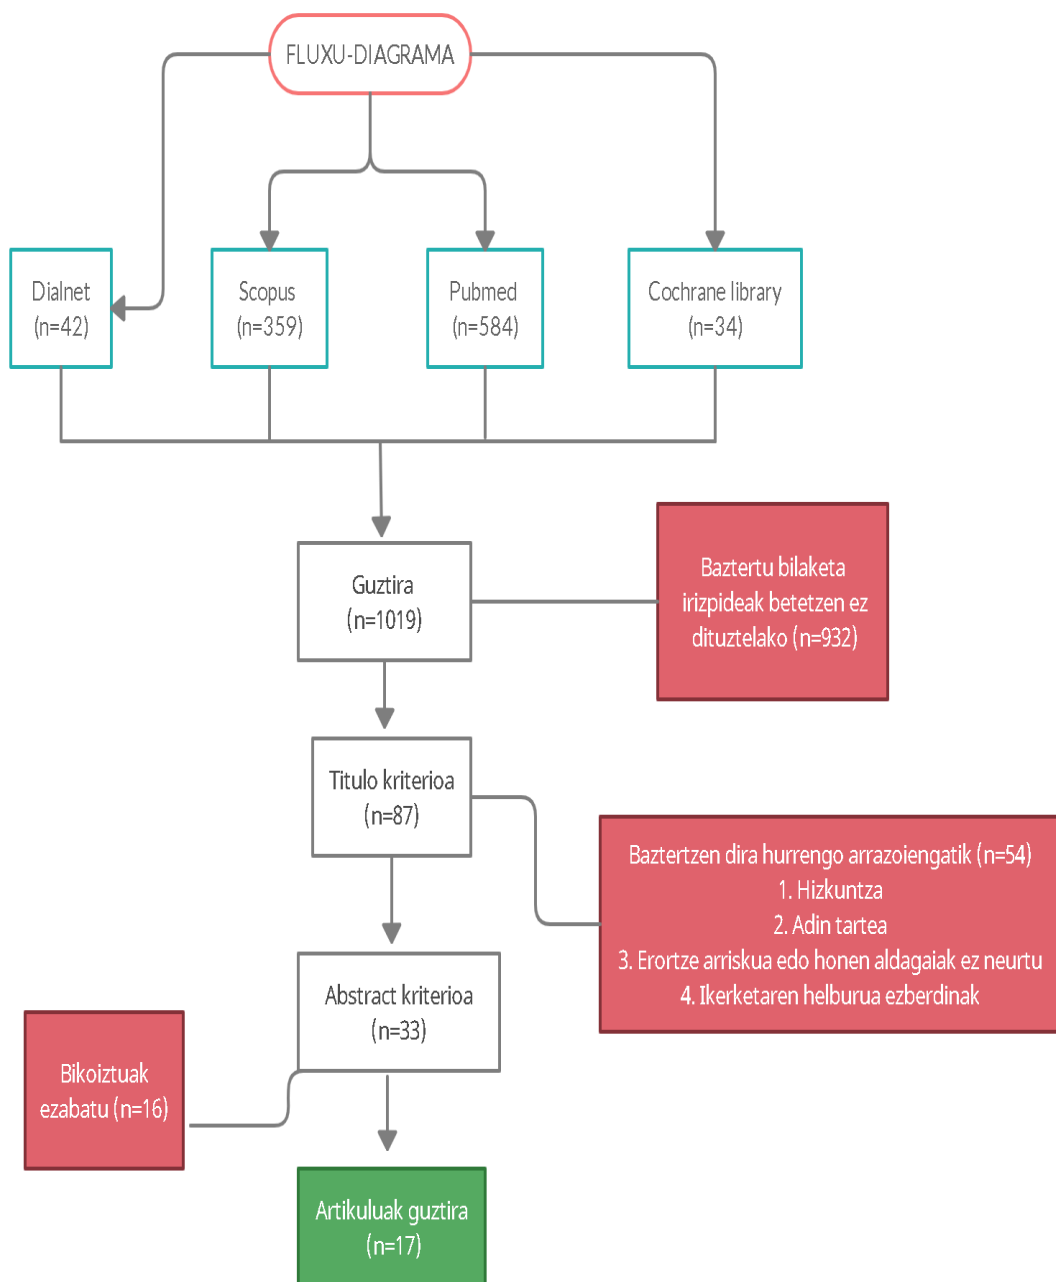 FLUXU-DIAGRAMA
Dialnet
(n=42)
Scopus
(n=359)
Pubmed
(n=584)
Cochrane library
(n=34)
Guztira
(n=1019)
Baztertu bilaketa
irizpideak betetzen ez
dituztelako (n=932)
Titulo kriterioa
(n=87)
Baztertzen dira hurrengo arrazoiengatik (n=54)
1. Hizkuntza
2. Adin tartea
3. Erortze arriskua edo honen aldagaiak ez neurtu
4. Ikerketaren helburua ezberdinak
Abstract kriterioa
(n=33)
Bikoiztuak
ezabatu (n=16)
Artikuluak guztira
(n=17)